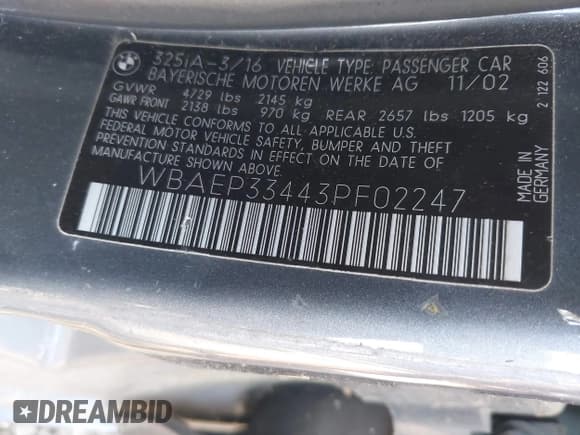 325iA-3/16 VEHICLE TYPE: PASSENGER CAR
BAYERISCHE MOTOREN WERKE AG 11/02
GVWR 4729 lbs 2145 kg
GAWR FRONT 2138 lbs 970 kg REAR 2657 lbs 1205 kg
THIS VEHICLE CONFORMS TO ALL APPLICABLE U.S.
FEDERAL MOTOR VEHICLE SAFETY, BUMPER AND THEFT
PREVENTION STANDARDS IN EFFECT ON THE DATE OF
MANUFACTURE SHOWN ABOVE.
WBAEP33443PF02247
2 122 606
MADE IN
GERMANY
DREAMBID